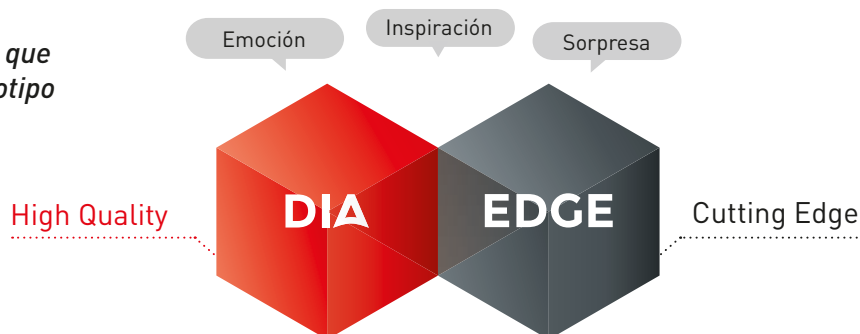 que
otipo
Emoción
Inspiración
Sorpresa
High Quality
DIA
EDGE
Cutting Edge